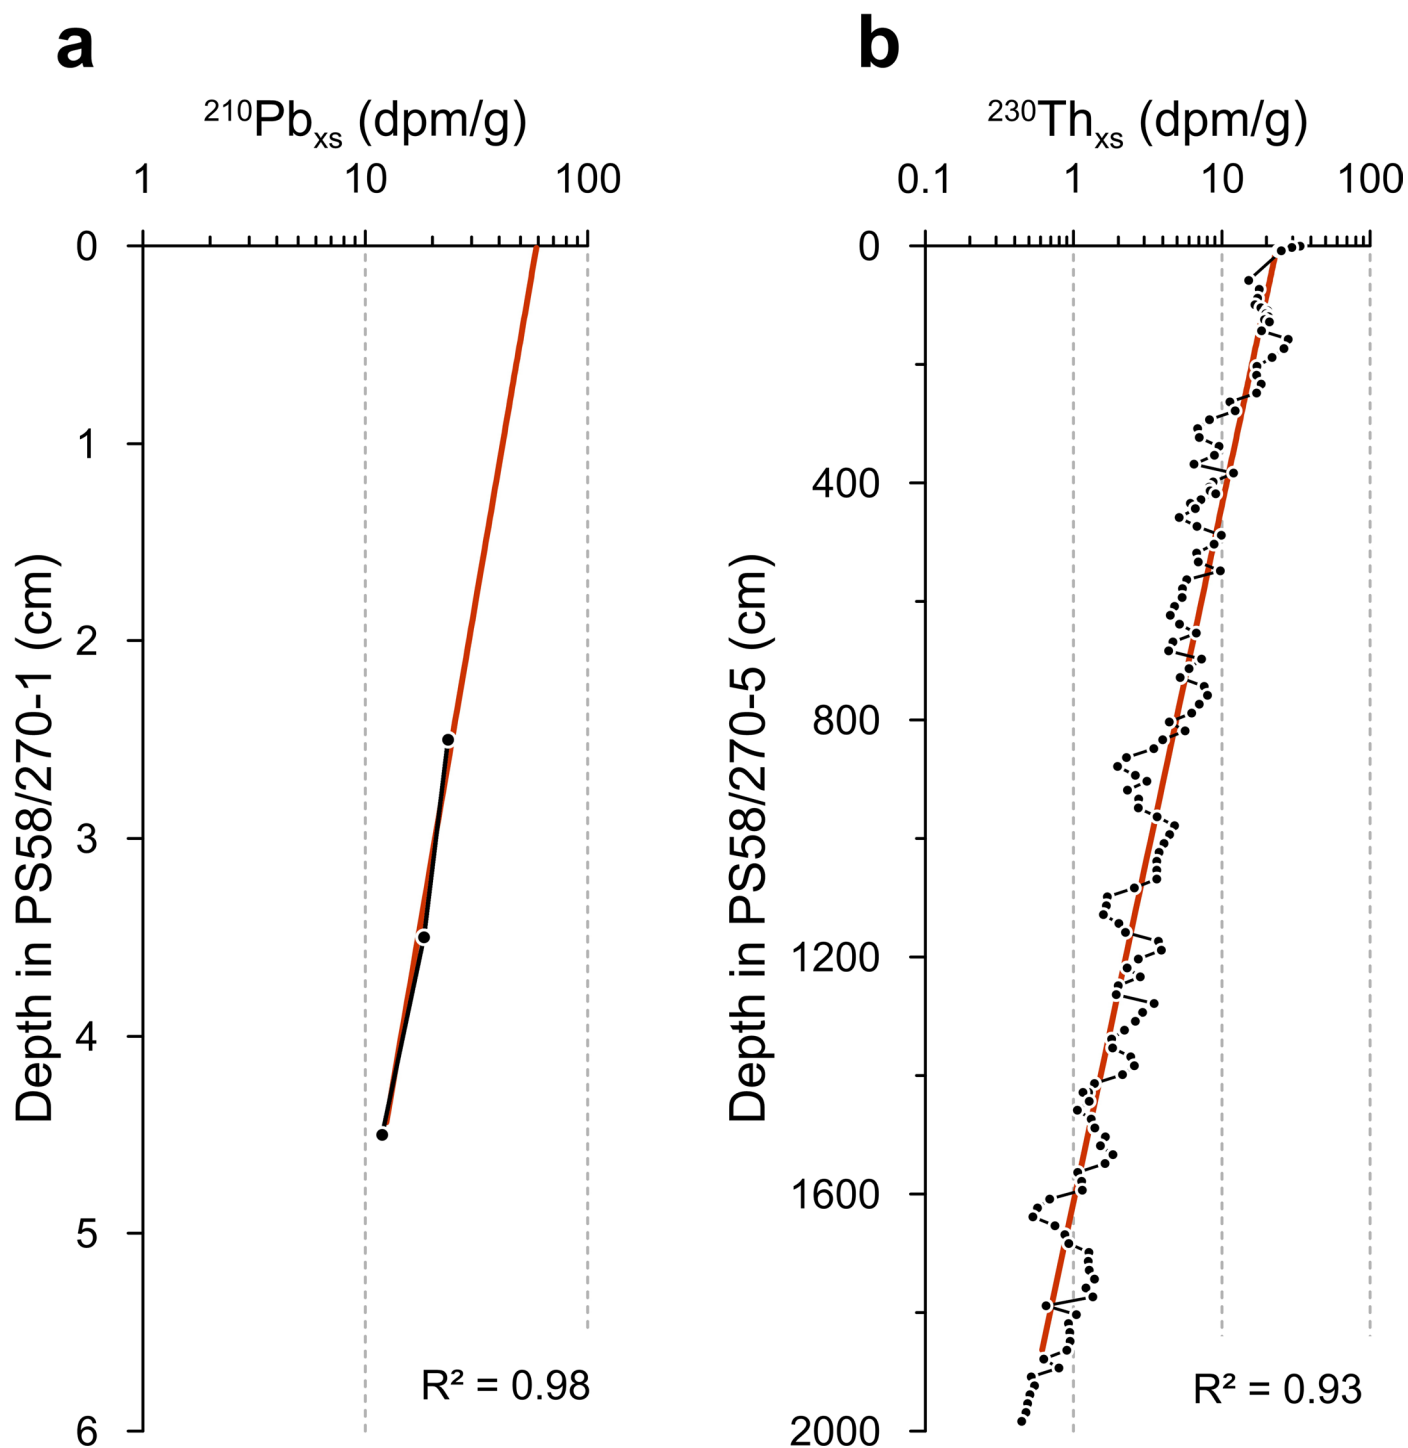 a
²¹⁰Pbₓₛ (dpm/g)
1 10 100
0
1
2
3
4
5
6
Depth in PS58/270-1 (cm)
R² = 0.98
b
²³⁰Thₓₛ (dpm/g)
0.1 1 10 100
0
400
800
1200
1600
2000
Depth in PS58/270-5 (cm)
R² = 0.93